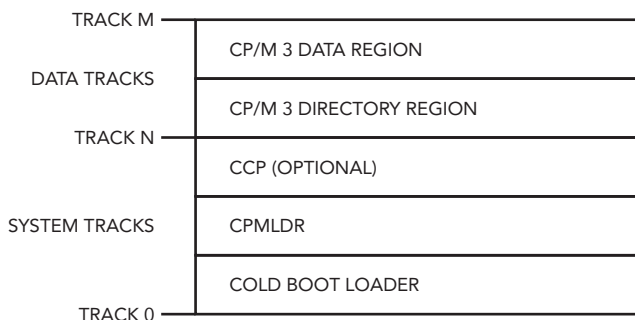 TRACK M
CP/M 3 DATA REGION
DATA TRACKS
CP/M 3 DIRECTORY REGION
TRACK N
CCP (OPTIONAL)
SYSTEM TRACKS
CPMLDR
COLD BOOT LOADER
TRACK 0